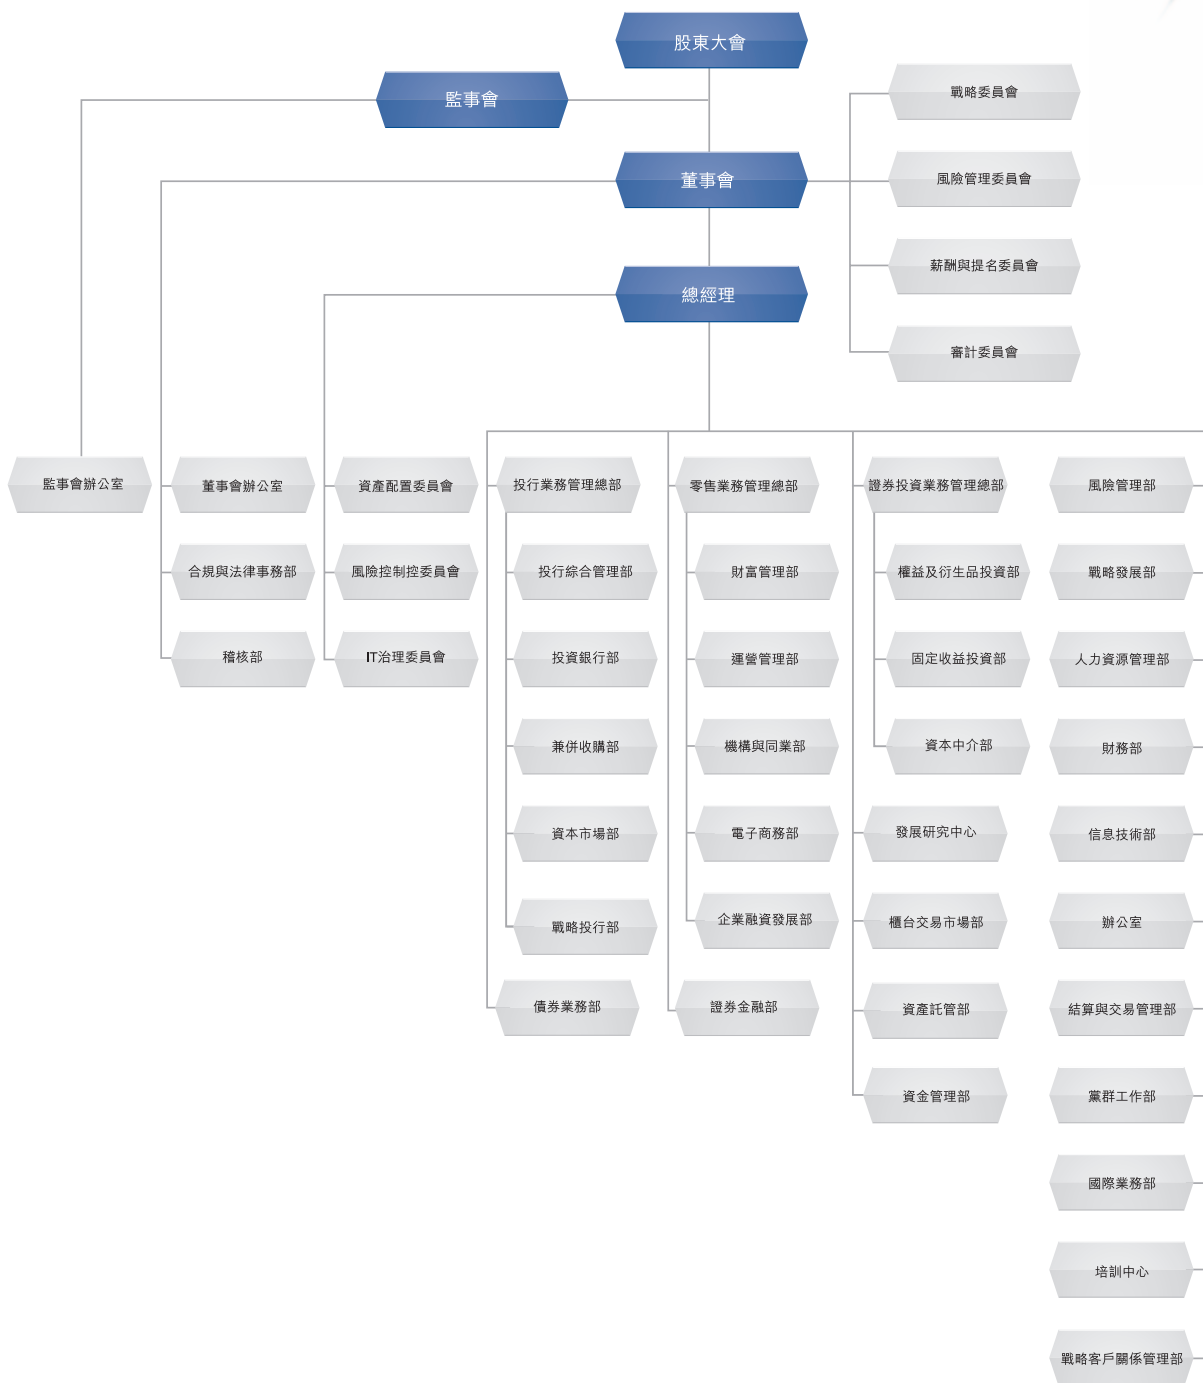 股東大會
監事會
戰略委員會
董事會
風險管理委員會
薪酬與提名委員會
總經理
審計委員會
監事會辦公室
董事會辦公室
資產配置委員會
投行業務管理總部
零售業務管理總部
證券投資業務管理總部
風險管理部
合規與法律事務部
風險控制控委員會
投行綜合管理部
財富管理部
權益及衍生品投資部
戰略發展部
稽核部
IT治理委員會
投資銀行部
運營管理部
固定收益投資部
人力資源管理部
兼併收購部
機構與同業部
資本中介部
財務部
資本市場部
電子商務部
發展研究中心
信息技術部
戰略投行部
企業融資發展部
櫃台交易市場部
辦公室
債券業務部
證券金融部
資產託管部
結算與交易管理部
資金管理部
黨群工作部
國際業務部
培訓中心
戰略客戶關係管理部